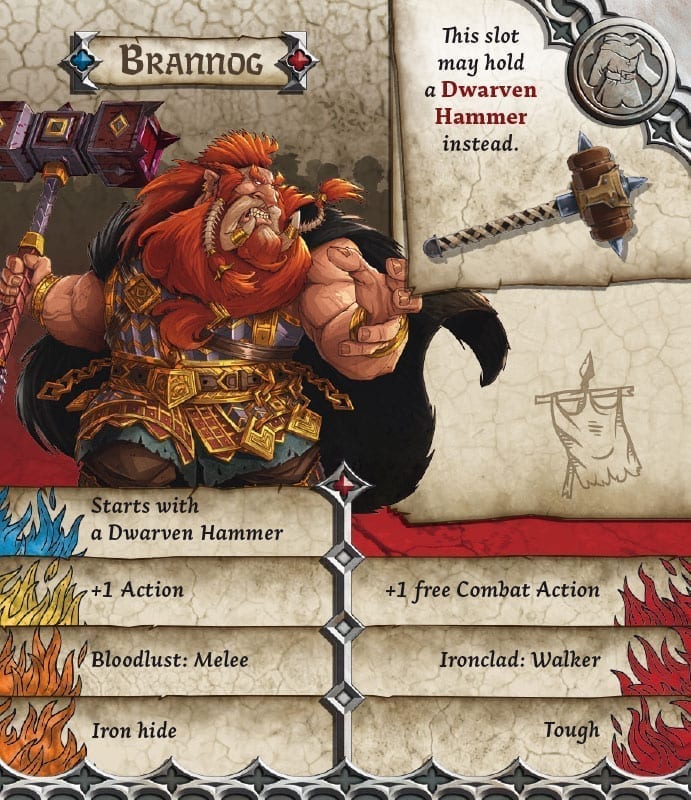 Brannog
This slot
may hold
a Dwarven
Hammer
instead.
Starts with
a Dwarven Hammer
+1 Action
+1 free Combat Action
Bloodlust: Melee
Ironclad: Walker
Iron hide
Tough